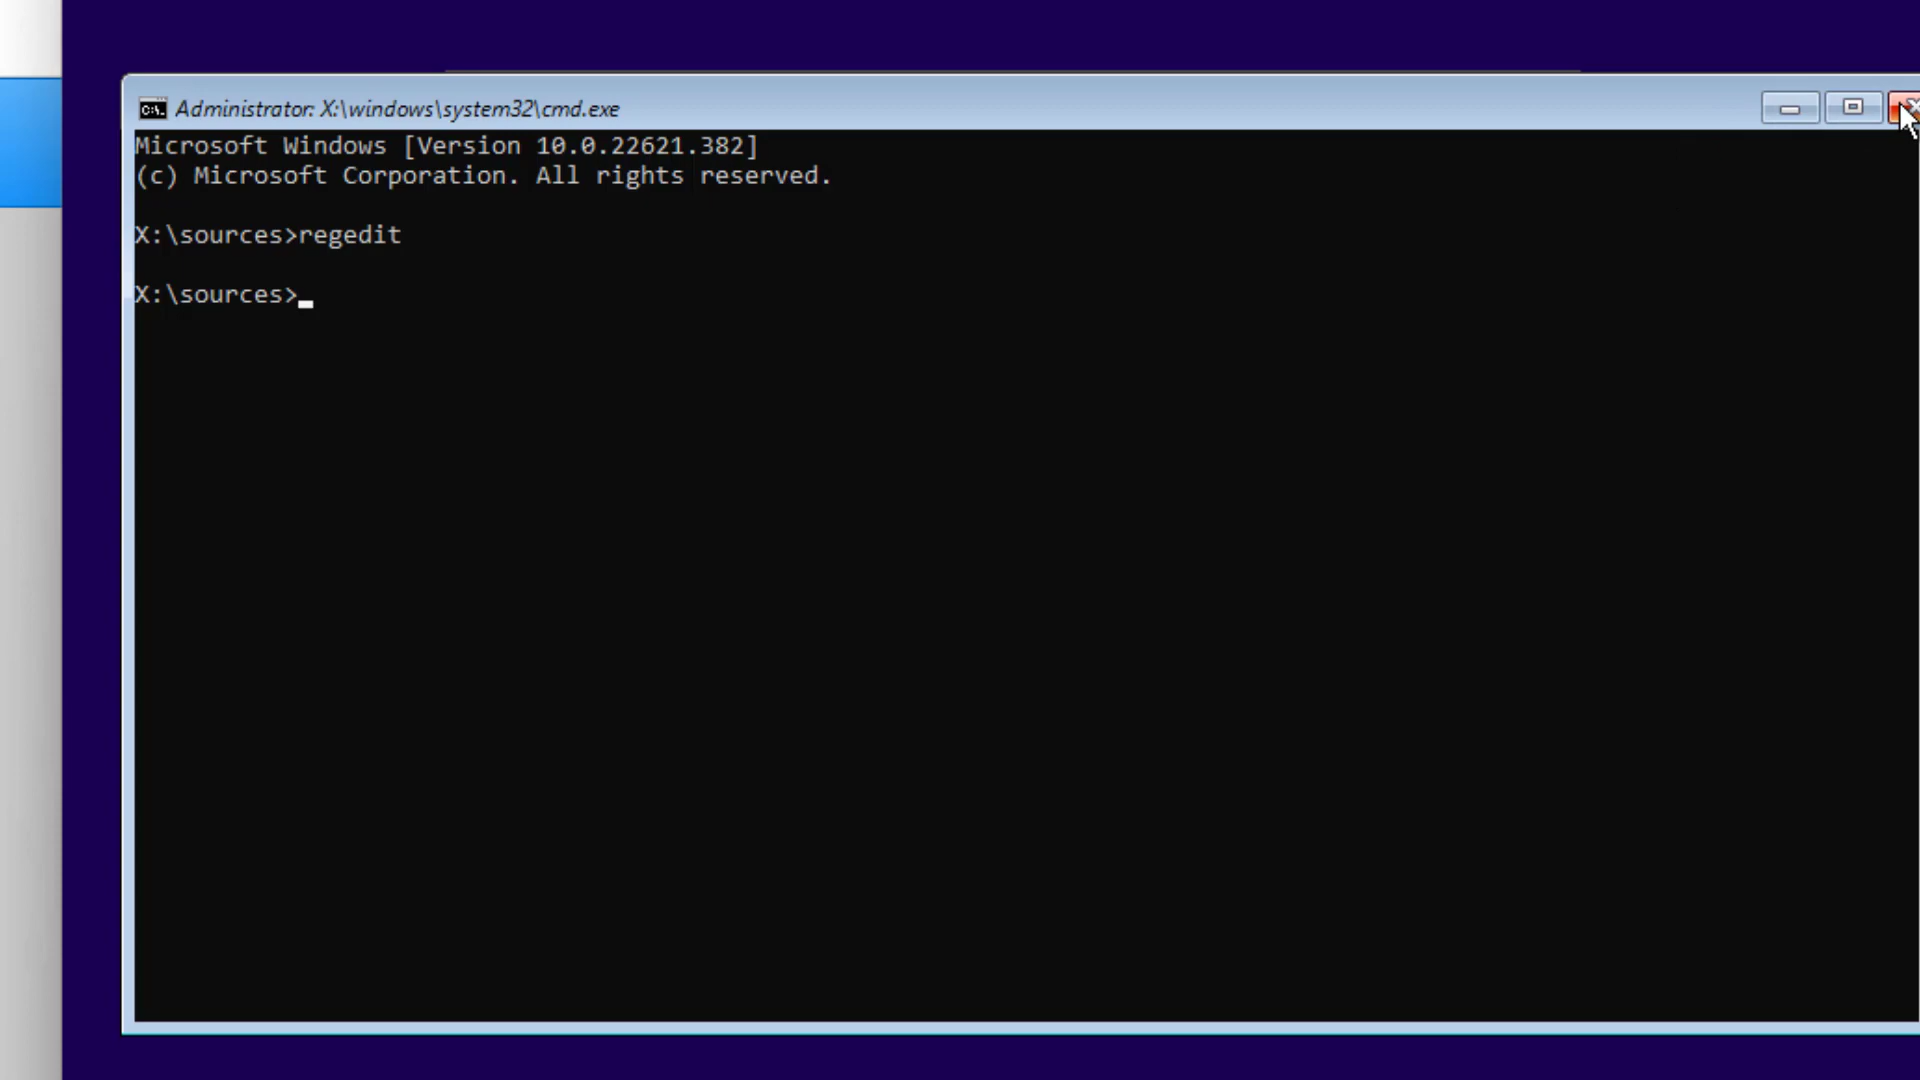 Administrator: X:\windows\system32\cmd.exe
Microsoft Windows [Version 10.0.22621.382]
(c) Microsoft Corporation. All rights reserved.
X:\sources>regedit
X:\sources>